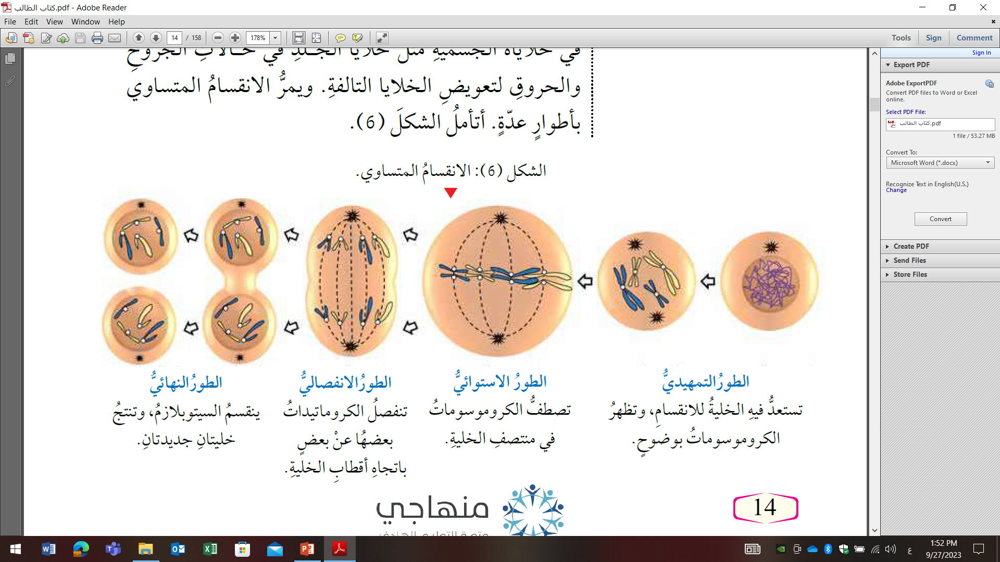 كتاب الطالب.pdf - Adobe Reader
File Edit View Window Help
14 / 158 178% Tools Sign Comment
في خلاياهُ الجسميةِ مثل خلايا الجـلدِ في حـالاتِ الجروحِ
والحروقِ لتعويضِ الخلايا التالفةِ. ويمرُّ الانقسامُ المتساوي
بأطوارٍ عدّةٍ. أتأملُ الشكلَ (6).
الشكل (6): الانقسامُ المتساوي.
الطورُ التمهيديُّ
تستعدُّ فيهِ الخليةُ للانقسامِ، وتظهرُ
الكروموسوماتُ بوضوحٍ.
الطورُ الاستوائيُّ
تصطفُّ الكروموسوماتُ
في منتصفِ الخليةِ.
الطورُ الانفصاليُّ
تنفصلُ الكروماتيداتُ
بعضهُا عنْ بعضٍ
باتجاهِ أقطابِ الخليةِ.
الطورُ النهائيُّ
ينقسمُ السيتوبلازمُ، وتنتجُ
خليتانِ جديدتانِ.
منهاجي
14
Sign In
Export PDF
Adobe ExportPDF
Convert PDF files to Word or Excel
online.
Select PDF File:
كتاب الطالب.pdf
1 file / 53.27 MB
Convert To:
Microsoft Word (*.docx)
Recognize Text in English(U.S.)
Change
Convert
Create PDF
Send Files
Store Files
ع
1:52 PM
9/27/2023